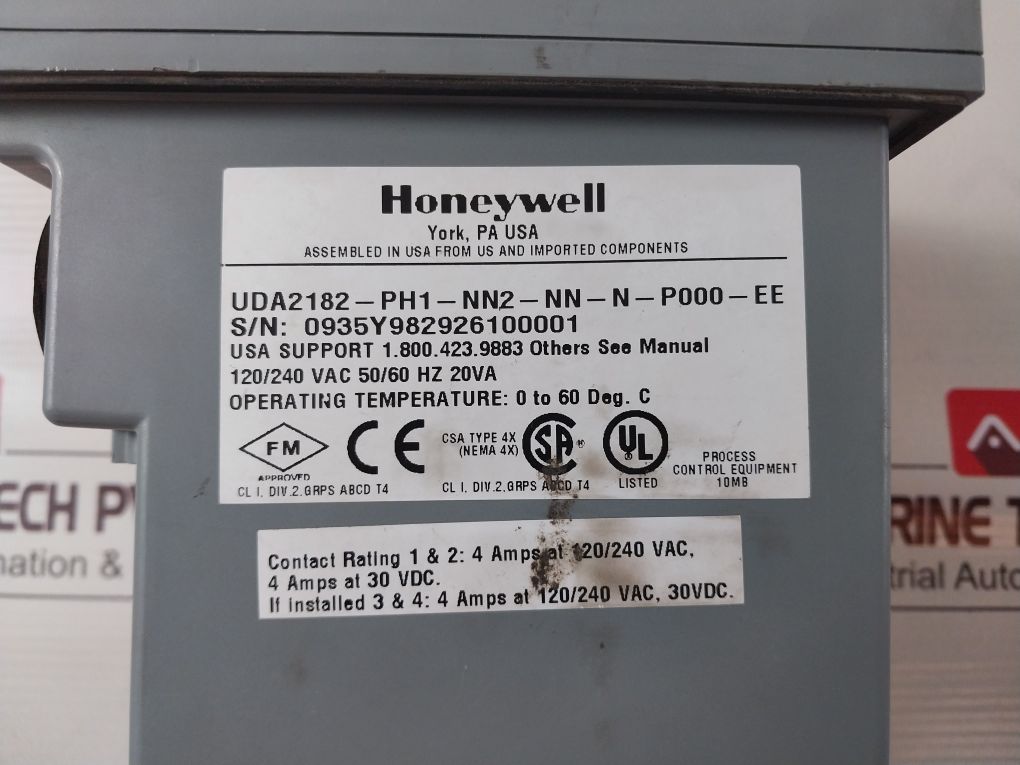 Honeywell
York, PA USA
ASSEMBLED IN USA FROM US AND IMPORTED COMPONENTS
UDA2182-PH1-NN2-NN-N-P000-EE
S/N: 0935Y982926100001
USA SUPPORT 1.800.423.9883 Others See Manual
120/240 VAC 50/60 HZ 20VA
OPERATING TEMPERATURE: 0 to 60 Deg. C
FM
APPROVED
CL I. DIV.2.GRPS ABCD T4
CE
CSA TYPE 4X
(NEMA 4X)
SA ®
CL I. DIV.2.GRPS ABCD T4
UL ®
LISTED
PROCESS
CONTROL EQUIPMENT
10MB
Contact Rating 1 & 2: 4 Amps at 120/240 VAC,
4 Amps at 30 VDC.
If Installed 3 & 4: 4 Amps at 120/240 VAC, 30VDC.
ECH P
mation &
RINE T
trial Auto